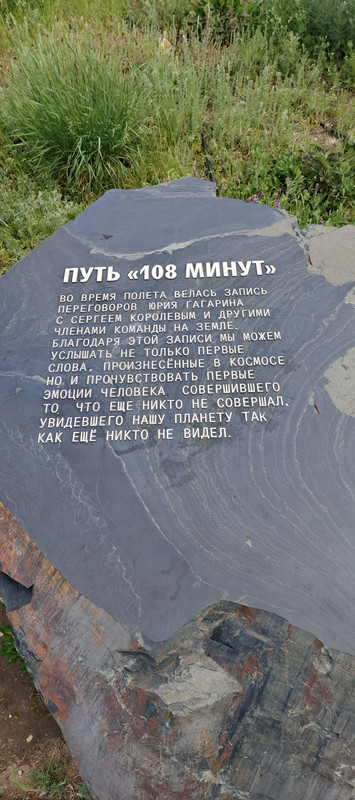 ПУТЬ «108 МИНУТ»
ВО ВРЕМЯ ПОЛЕТА ВЕЛАСЬ ЗАПИСЬ
ПЕРЕГОВОРОВ ЮРИЯ ГАГАРИНА
С СЕРГЕЕМ КОРОЛЕВЫМ И ДРУГИМИ
ЧЛЕНАМИ КОМАНДЫ НА ЗЕМЛЕ.
БЛАГОДАРЯ ЭТОЙ ЗАПИСИ МЫ МОЖЕМ
УСЛЫШАТЬ НЕ ТОЛЬКО ПЕРВЫЕ
СЛОВА, ПРОИЗНЕСЁННЫЕ В КОСМОСЕ
НО И ПРОЧУВСТВОВАТЬ ПЕРВЫЕ
ЭМОЦИИ ЧЕЛОВЕКА СОВЕРШИВШЕГО
ТО ЧТО ЕЩЕ НИКТО НЕ СОВЕРШАЛ,
УВИДЕВШЕГО НАШУ ПЛАНЕТУ ТАК
КАК ЕЩЁ НИКТО НЕ ВИДЕЛ.